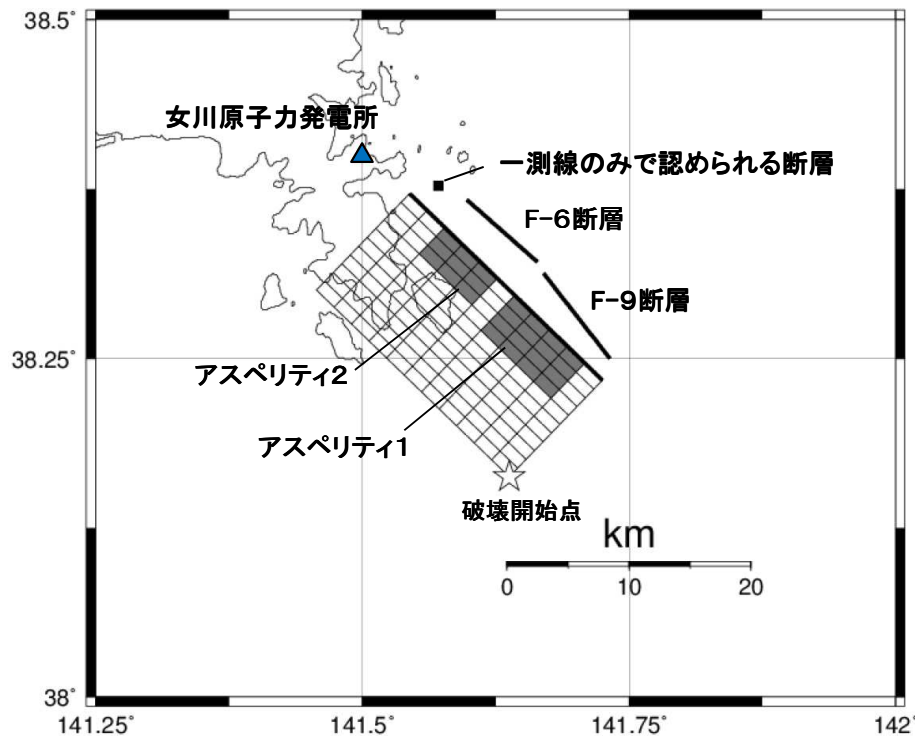 38.5°
女川原子力発電所
一測線のみで認められる断層
F-6断層
F-9断層
38.25°
アスペリティ2
アスペリティ1
破壊開始点
km
0 10 20
38°
141.25° 141.5° 141.75° 142°